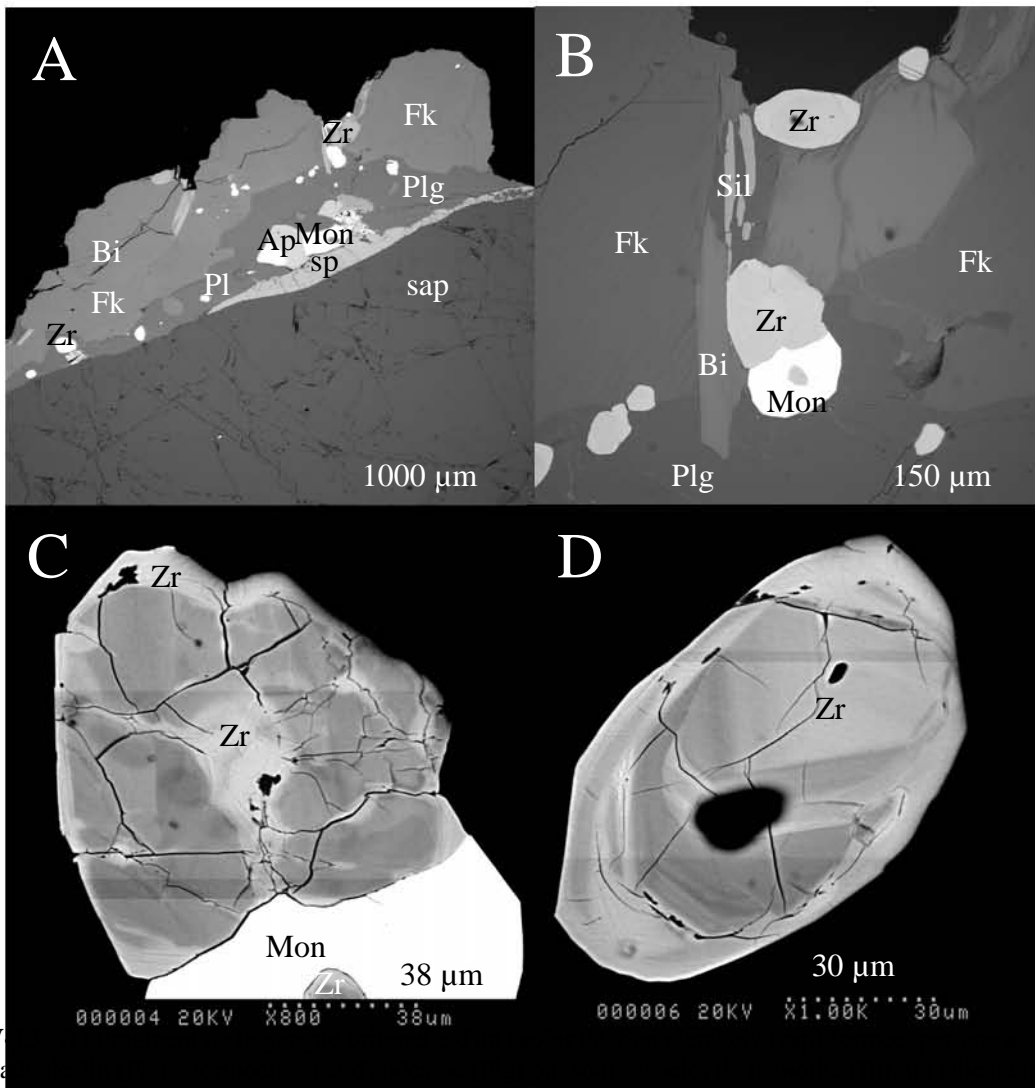 A
Zr
Fk
Plg
Bi
Ap
Mon
sp
Pl
sap
Fk
Zr
1000 µm
B
Zr
Sil
Fk
Fk
Zr
Bi
Mon
Plg
150 µm
C
Zr
Zr
Mon
Zr
38 µm
000004 20KV X800 38um
D
Zr
30 µm
000006 20KV X1.00K 30um